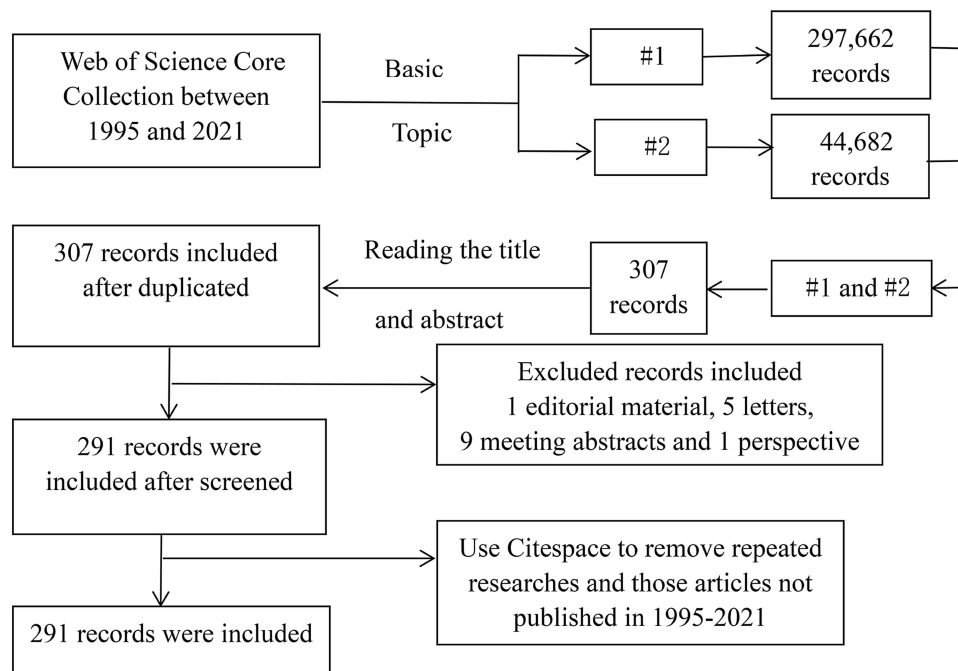 Web of Science Core
Collection between
1995 and 2021
Basic
Topic
#1
297,662
records
#2
44,682
records
307 records included
after duplicated
Reading the title
and abstract
307
records
#1 and #2
Excluded records included
1 editorial material, 5 letters,
9 meeting abstracts and 1 perspective
291 records were
included after screened
Use Citespace to remove repeated
researches and those articles not
published in 1995-2021
291 records were included